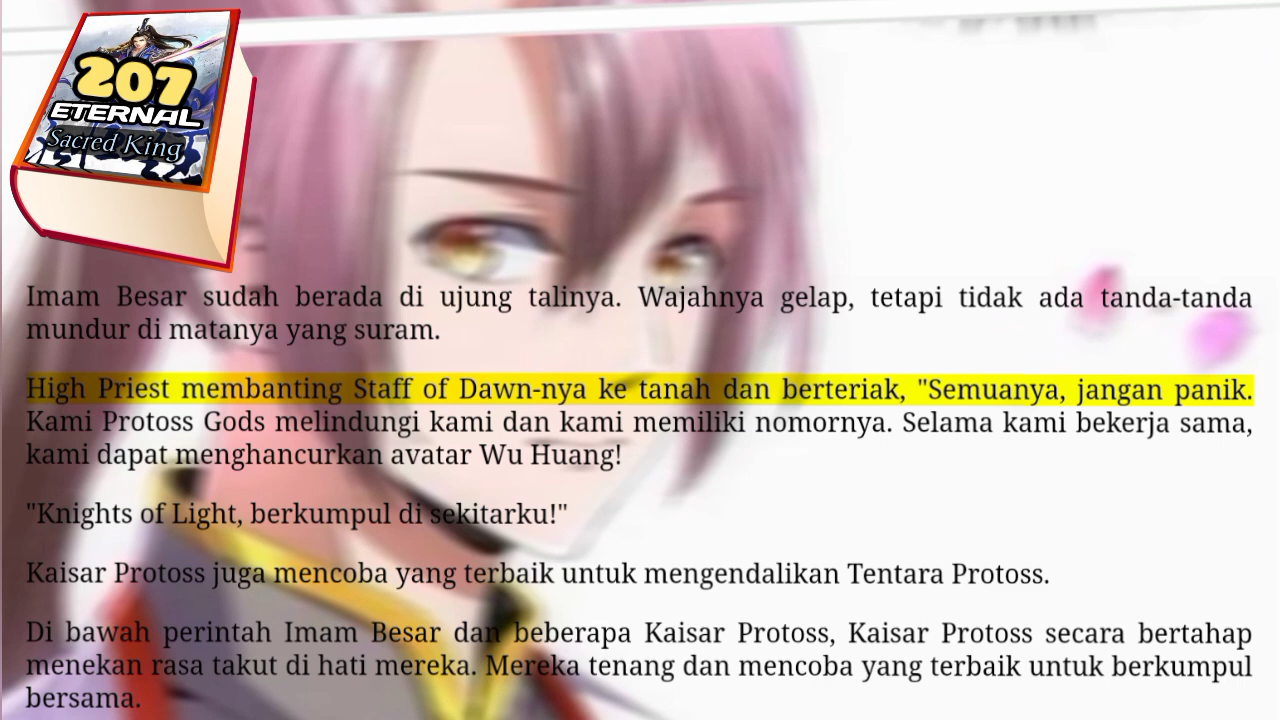 207
ETERNAL
Sacred King
Imam Besar sudah berada di ujung talinya. Wajahnya gelap, tetapi tidak ada tanda-tanda
mundur di matanya yang suram.
High Priest membanting Staff of Dawn-nya ke tanah dan berteriak, "Semuanya, jangan panik.
Kami Protoss Gods melindungi kami dan kami memiliki nomornya. Selama kami bekerja sama,
kami dapat menghancurkan avatar Wu Huang!
"Knights of Light, berkumpul di sekitarku!"
Kaisar Protoss juga mencoba yang terbaik untuk mengendalikan Tentara Protoss.
Di bawah perintah Imam Besar dan beberapa Kaisar Protoss, Kaisar Protoss secara bertahap
menekan rasa takut di hati mereka. Mereka tenang dan mencoba yang terbaik untuk berkumpul
bersama.